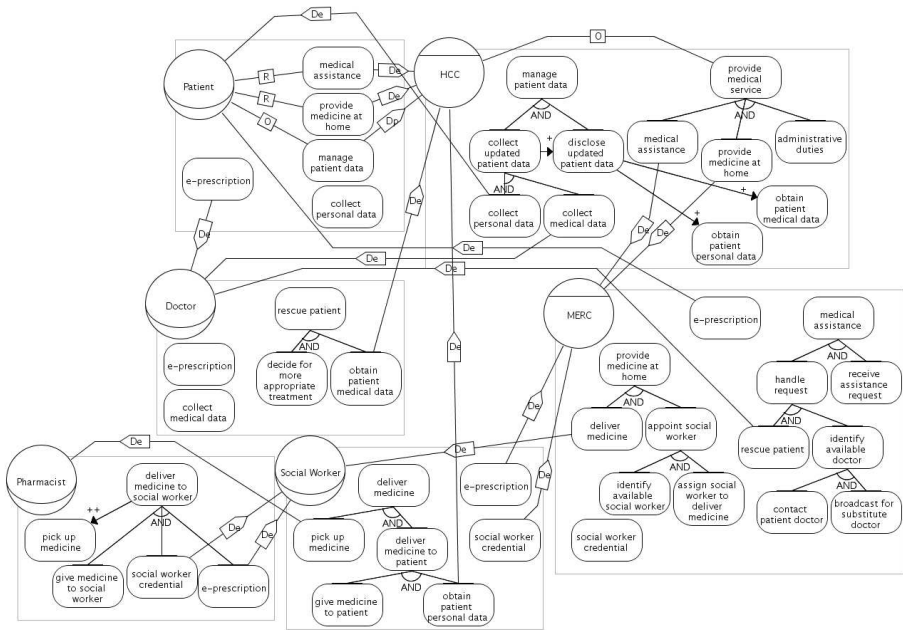 De
O
Patient
R
medical
assistance
De
HCC
R
provide
medicine at
home
De
O
Dp
manage
patient data
collect
personal data
manage
patient data
AND
collect
updated
patient data
+
disclose
updated
patient data
AND
collect
personal data
collect
medical data
provide
medical
service
AND
medical
assistance
provide
medicine at
home
administrative
duties
+
obtain
patient
medical data
+
obtain
patient
personal data
e-prescription
De
De
De
De
De
De
De
Doctor
rescue patient
AND
decide for
more
appropriate
treatment
obtain
patient
medical data
e-prescription
collect
medical data
De
MERC
e-prescription
medical
assistance
AND
handle
request
receive
assistance
request
AND
rescue patient
identify
available
doctor
AND
contact
patient doctor
broadcast for
substitute
doctor
provide
medicine at
home
AND
deliver
medicine
appoint social
worker
AND
identify
available
social worker
assign social
worker to
deliver
medicine
social worker
credential
De
De
e-prescription
De
social worker
credential
De
Pharmacist
deliver
medicine to
social worker
++
AND
pick up
medicine
give medicine
to social
worker
social worker
credential
e-prescription
De
De
Social Worker
deliver
medicine
AND
pick up
medicine
deliver
medicine to
patient
AND
give medicine
to patient
obtain
patient
personal data